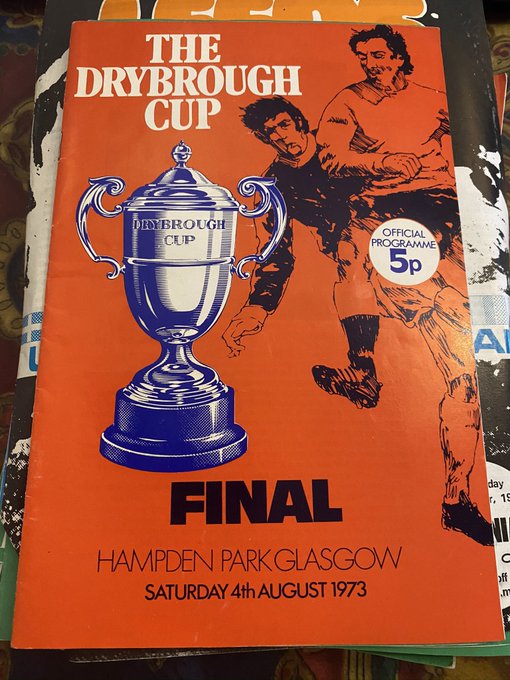 THE
DRYBROUGH
CUP
DRYBROUGH
CUP
OFFICIAL
PROGRAMME
5p
FINAL
HAMPDEN PARK GLASGOW
SATURDAY 4th AUGUST 1973